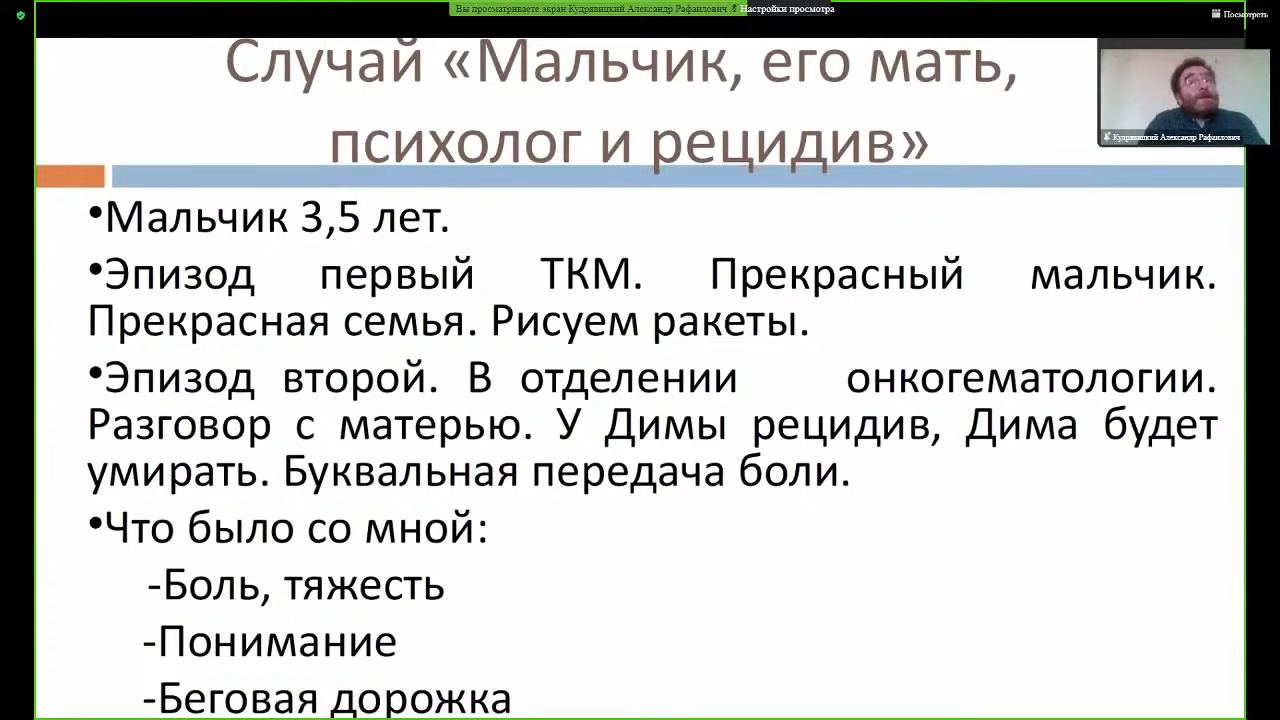 Вы просматриваете экран Кудрявицкий Александр Рафаилович Настройки просмотра
Посмотреть
Случай «Мальчик, его мать,
психолог и рецидив»
Кудрявицкий Александр Рафаилович
•Мальчик 3,5 лет.
•Эпизод первый ТКМ. Прекрасный мальчик.
Прекрасная семья. Рисуем ракеты.
•Эпизод второй. В отделении онкогематологии.
Разговор с матерью. У Димы рецидив, Дима будет
умирать. Буквальная передача боли.
•Что было со мной:
-Боль, тяжесть
-Понимание
-Беговая дорожка